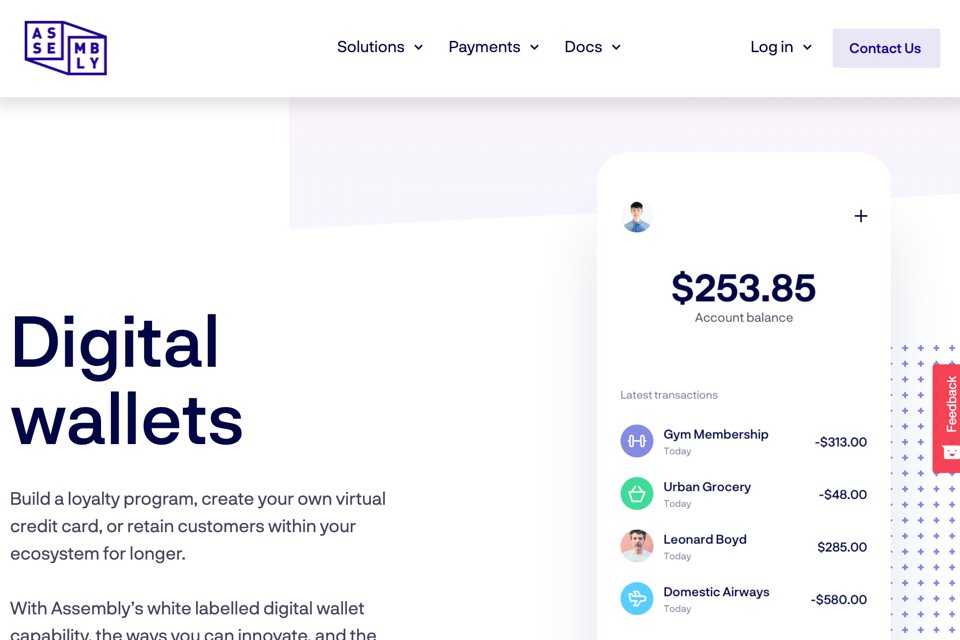 AS
SE
MB
LY
Solutions
Payments
Docs
Log in
Contact Us
Digital
wallets
Build a loyalty program, create your own virtual
credit card, or retain customers within your
ecosystem for longer.
With Assembly’s white labelled digital wallet
capability, the ways you can innovate, and the
$253.85
Account balance
Latest transactions
Gym Membership
Today
-$313.00
Urban Grocery
Today
-$48.00
Leonard Boyd
Today
$285.00
Domestic Airways
Today
-$580.00
Feedback